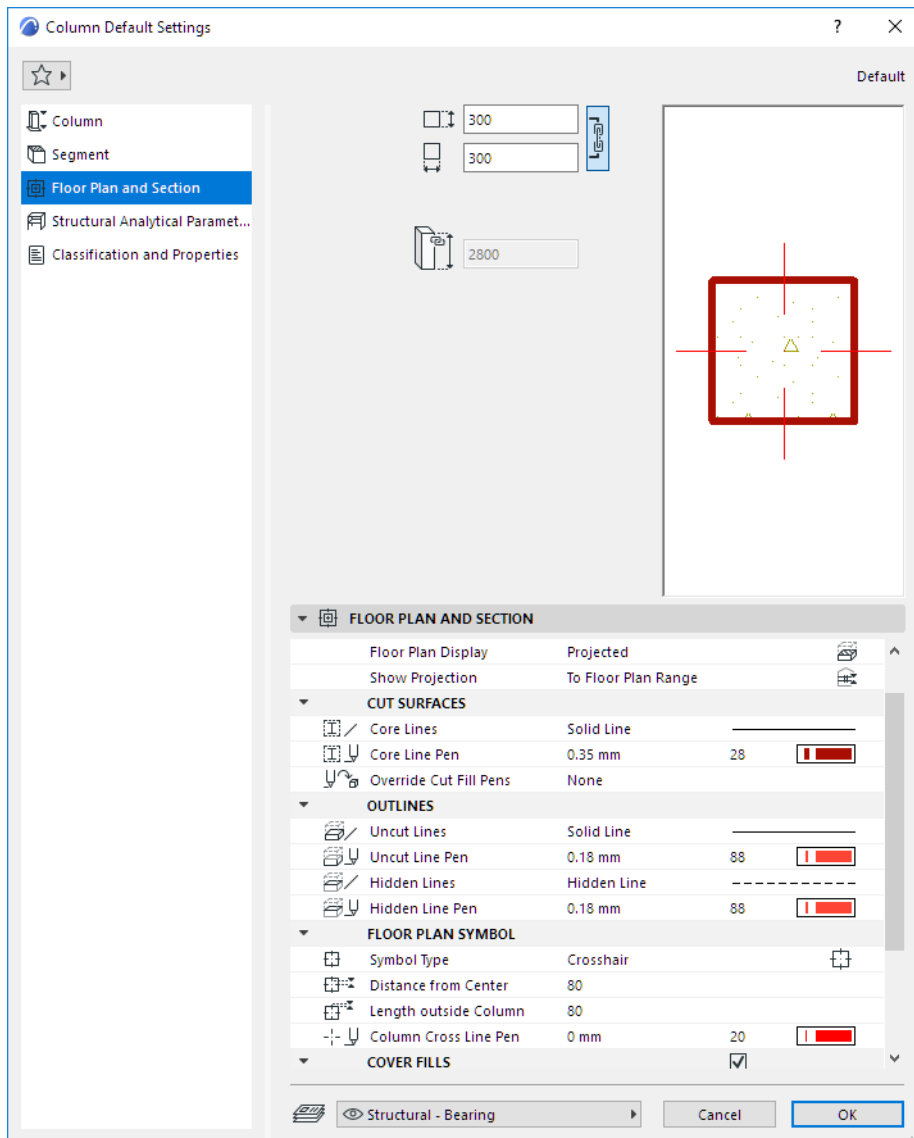 Column Default Settings ?
Default
Column
Segment
Floor Plan and Section
Structural Analytical Paramet...
Classification and Properties
300
300
2800
FLOOR PLAN AND SECTION
Floor Plan Display Projected
Show Projection To Floor Plan Range
CUT SURFACES
Core Lines Solid Line
Core Line Pen 0.35 mm 28
Override Cut Fill Pens None
OUTLINES
Uncut Lines Solid Line
Uncut Line Pen 0.18 mm 88
Hidden Lines Hidden Line
Hidden Line Pen 0.18 mm 88
FLOOR PLAN SYMBOL
Symbol Type Crosshair
Distance from Center 80
Length outside Column 80
Column Cross Line Pen 0 mm 20
COVER FILLS
Structural - Bearing Cancel OK